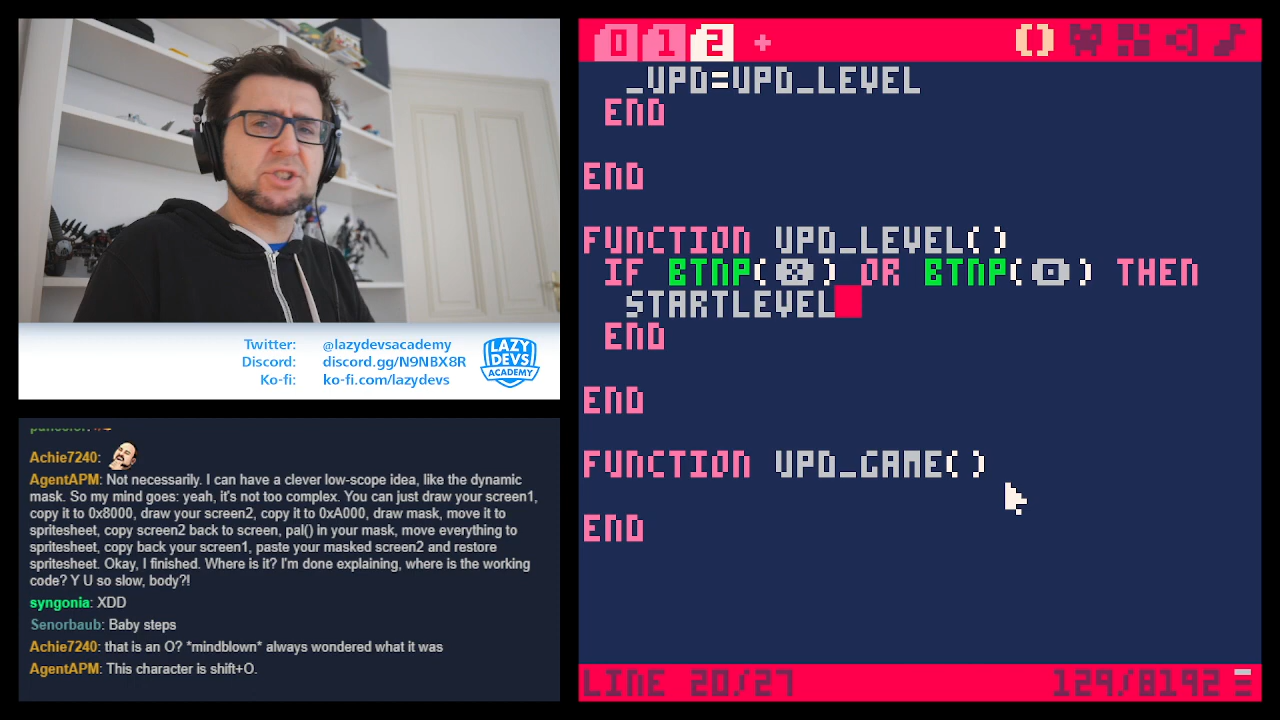 Twitter: @lazydevsacademy
Discord: discord.gg/N9NBX8R
Ko-fi: ko-fi.com/lazydevs
LAZY
DEVS
ACADEMY
Achie7240:
AgentAPM: Not necessarily. I can have a clever low-scope idea, like the dynamic
mask. So my mind goes: yeah, it's not too complex. You can just draw your screen1,
copy it to 0x8000, draw your screen2, copy it to 0xA000, draw mask, move it to
spritesheet, copy screen2 back to screen, pal() in your mask, move everything to
spritesheet, copy back your screen1, paste your masked screen2 and restore
spritesheet. Okay, I finished. Where is it? I'm done explaining, where is the working
code? Y U so slow, body?!
syngonia: XDD
Senorbaub: Baby steps
Achie7240: that is an O? *mindblown* always wondered what it was
AgentAPM: This character is shift+O.
0 1 2 + ()
_UPD=UPD_LEVEL
END
END
FUNCTION UPD_LEVEL()
IF BTNP(❎) OR BTNP(🅾️) THEN
STARTLEVEL
END
END
FUNCTION UPD_GAME()
END
LINE 20/27 129/8192